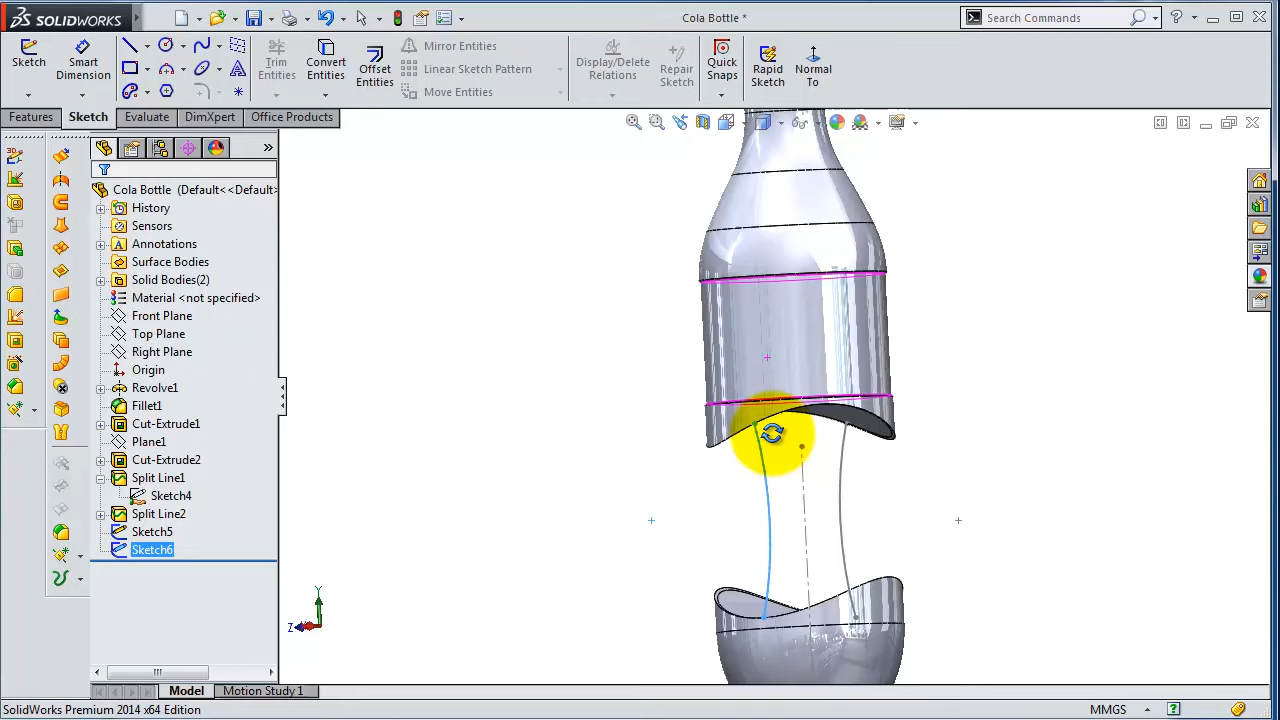 SOLIDWORKS
Cola Bottle *
Search Commands
Sketch
Smart Dimension
Trim Entities
Convert Entities
Offset Entities
Mirror Entities
Linear Sketch Pattern
Move Entities
Display/Delete Relations
Repair Sketch
Quick Snaps
Rapid Sketch
Normal To
Features
Sketch
Evaluate
DimXpert
Office Products
Cola Bottle (Default<<Default>
History
Sensors
Annotations
Surface Bodies
Solid Bodies(2)
Material <not specified>
Front Plane
Top Plane
Right Plane
Origin
Revolve1
Fillet1
Cut-Extrude1
Plane1
Cut-Extrude2
Split Line1
Sketch4
Split Line2
Sketch5
Sketch6
Y
Z
Model
Motion Study 1
SolidWorks Premium 2014 x64 Edition
MMGS